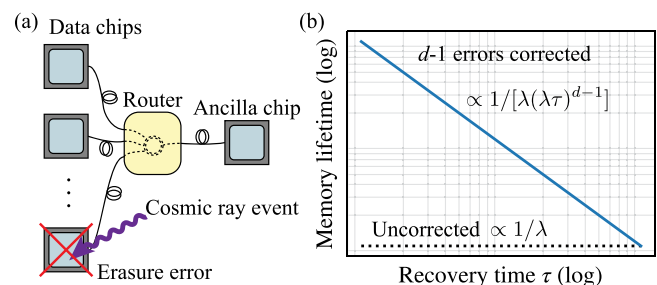 (a)
Data chips
Router
Ancilla chip
Cosmic ray event
Erasure error
(b)
Memory lifetime (log)
d-1 errors corrected
∝ 1/[λ(λτ)^{d−1}]
Uncorrected ∝ 1/λ
Recovery time τ (log)